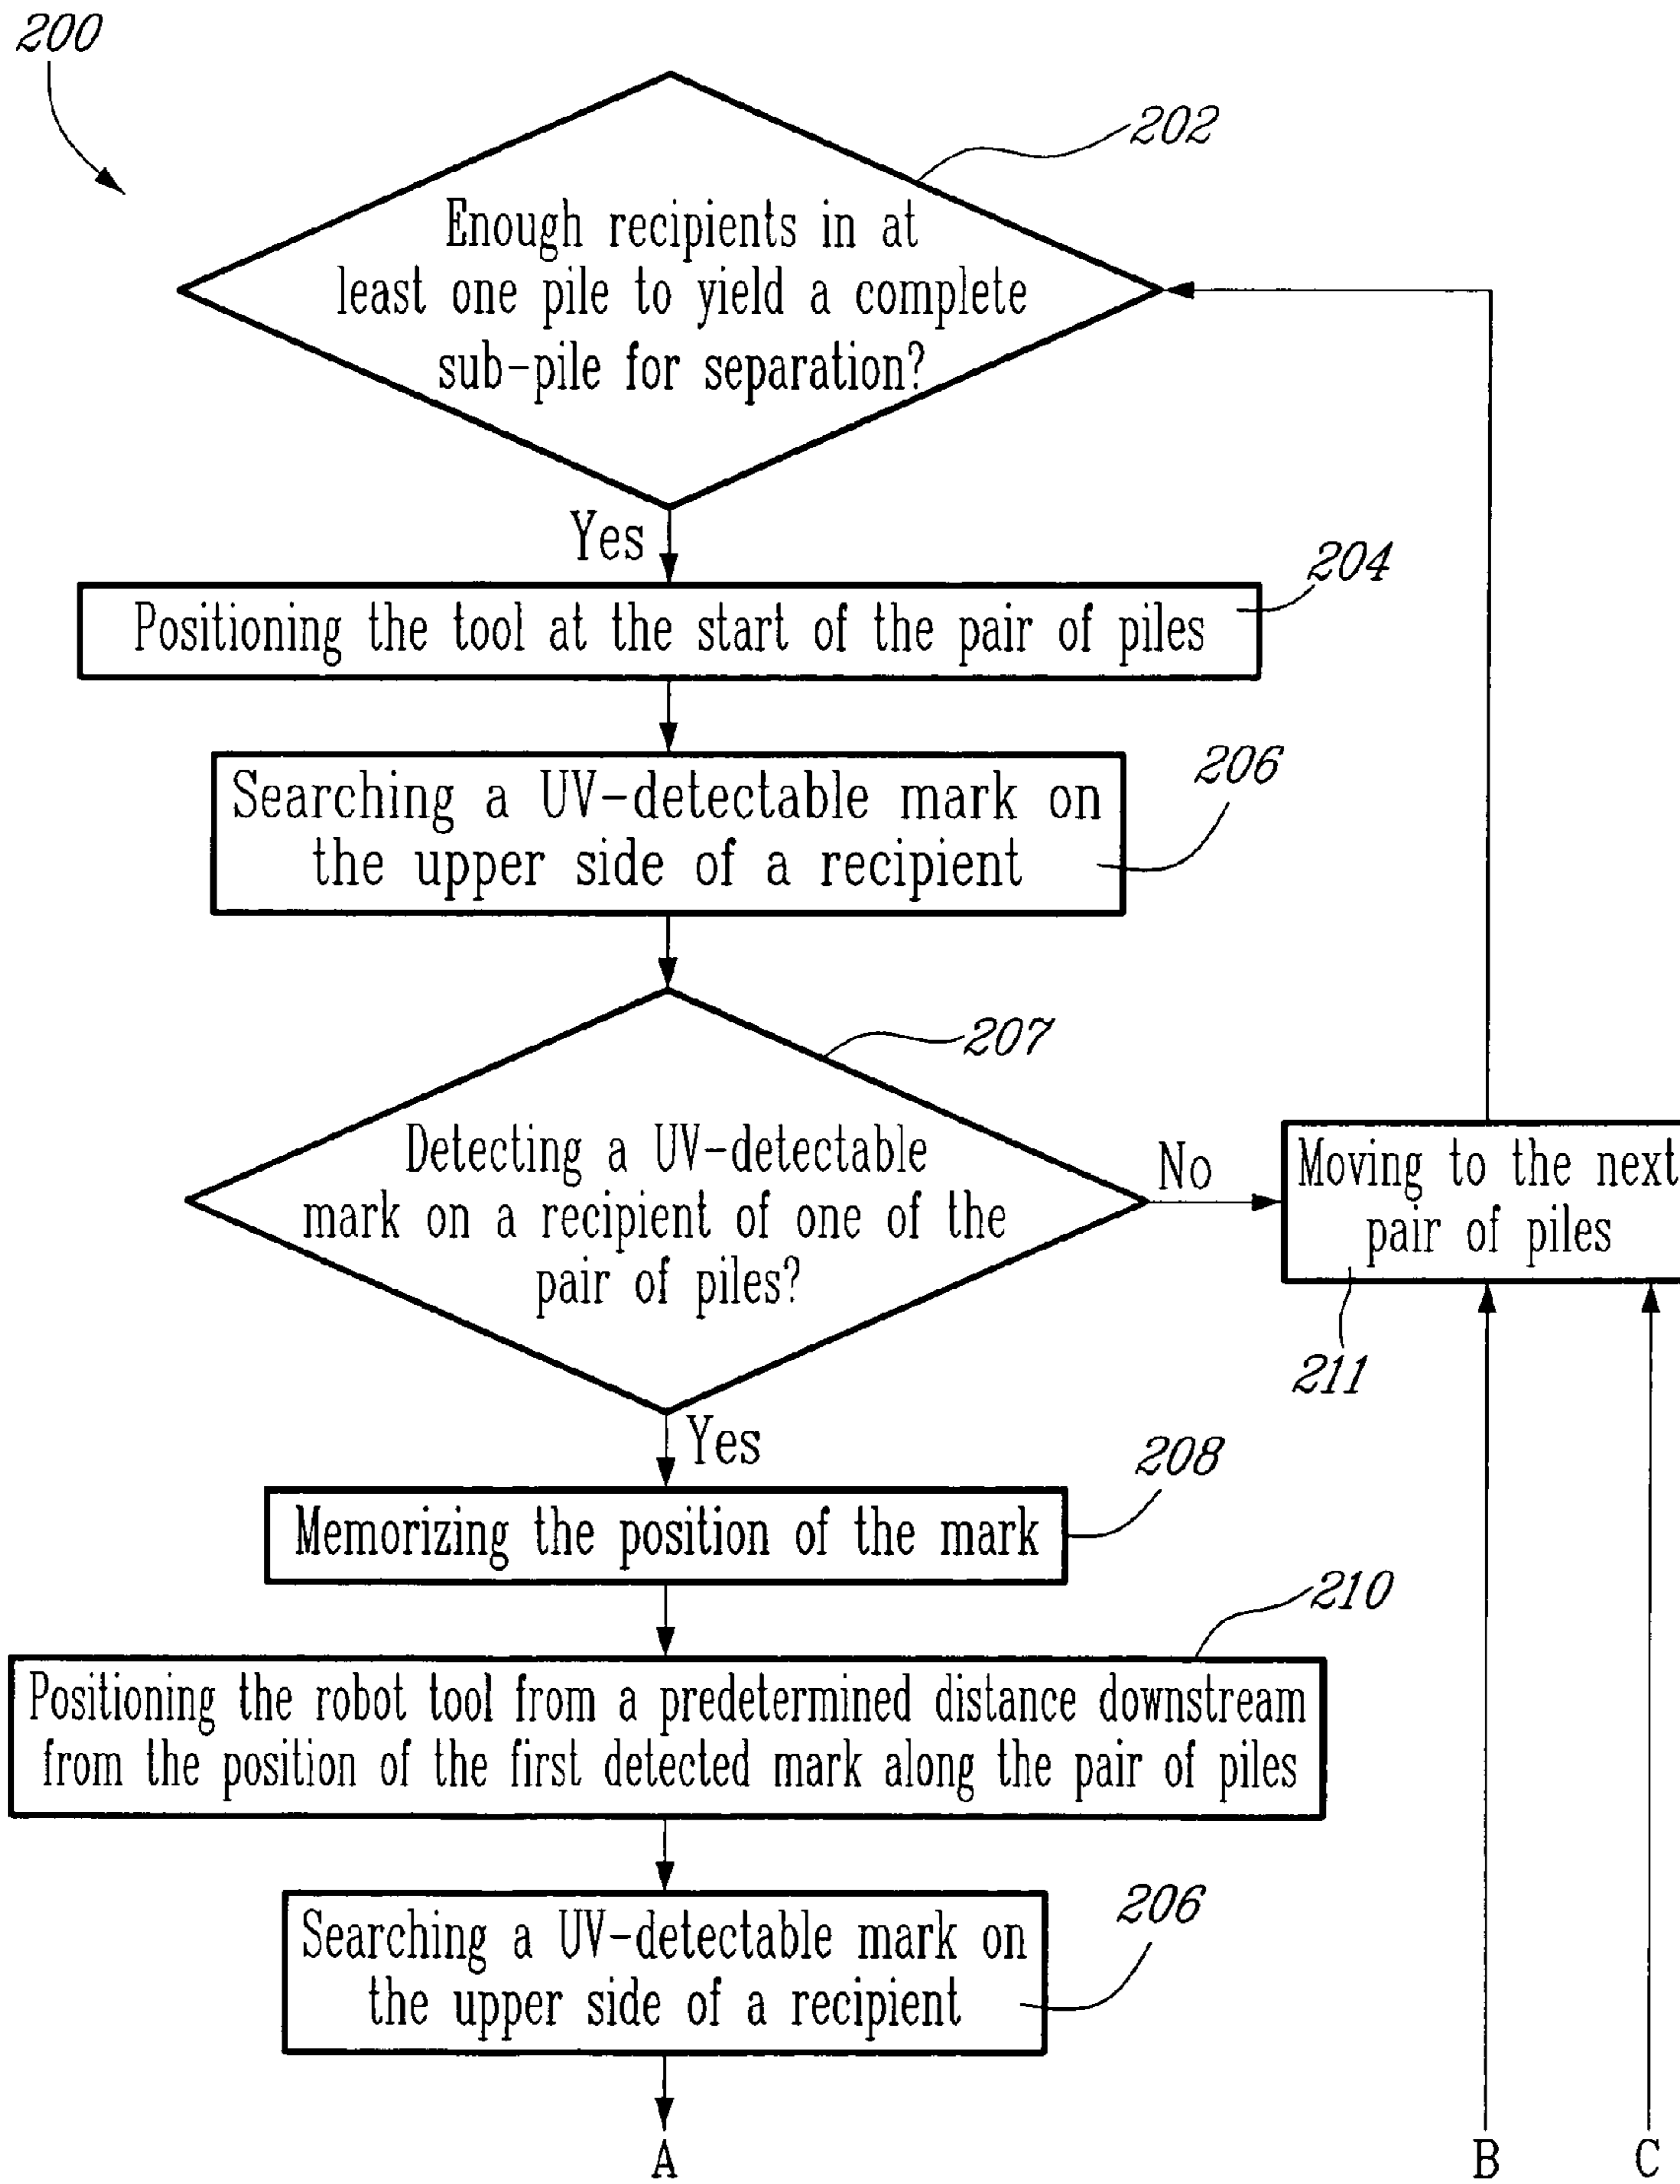 200
202
Enough recipients in at
least one pile to yield a complete
sub-pile for separation?
Yes
204
Positioning the tool at the start of the pair of piles
206
Searching a UV-detectable mark on
the upper side of a recipient
207
Detecting a UV-detectable
mark on a recipient of one of the
pair of piles?
No
Moving to the next
pair of piles
211
Yes
208
Memorizing the position of the mark
210
Positioning the robot tool from a predetermined distance downstream
from the position of the first detected mark along the pair of piles
206
Searching a UV-detectable mark on
the upper side of a recipient
A
B
C